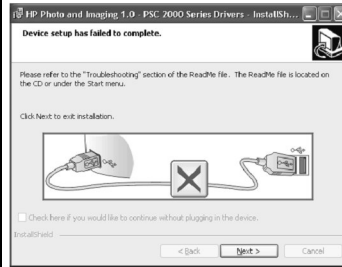 HP Photo and Imaging 1.0 - PSC 2000 Series Drivers - InstallSh...
Device setup has failed to complete.
Please refer to the "Troubleshooting" section of the ReadMe file. The ReadMe file is located on
the CD or under the Start menu.
Click Next to exit installation.
Check here if you would like to continue without plugging in the device.
InstallShield
< Back
Next >
Cancel